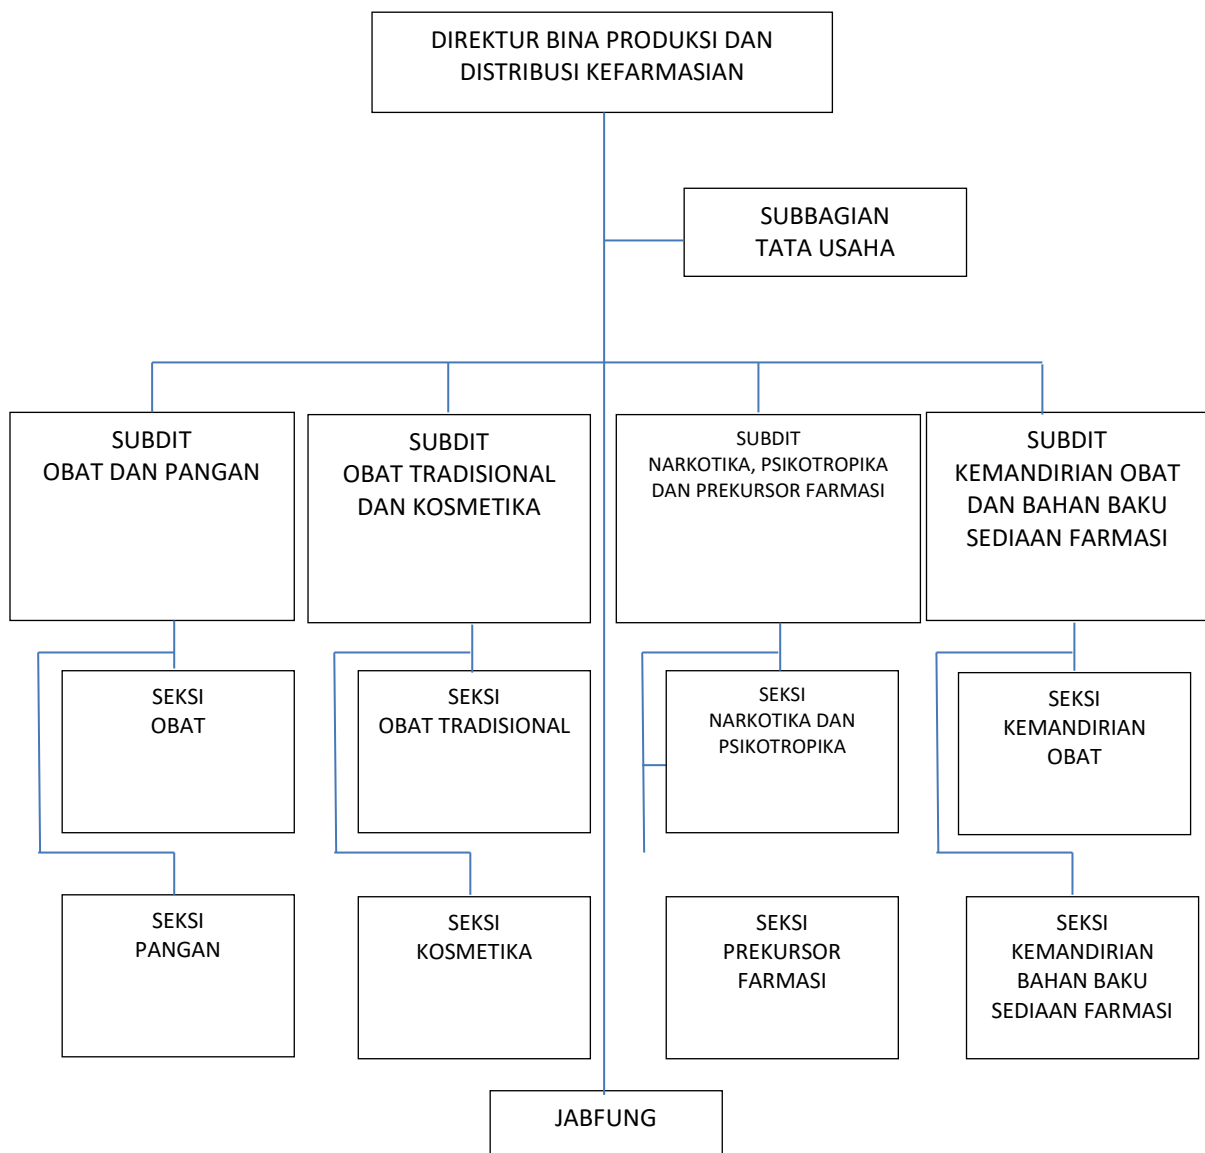 DIREKTUR BINA PRODUKSI DAN
DISTRIBUSI KEFARMASIAN
SUBBAGIAN
TATA USAHA
SUBDIT
OBAT DAN PANGAN
SUBDIT
OBAT TRADISIONAL
DAN KOSMETIKA
SUBDIT
NARKOTIKA, PSIKOTROPIKA
DAN PREKURSOR FARMASI
SUBDIT
KEMANDIRIAN OBAT
DAN BAHAN BAKU
SEDIAAN FARMASI
SEKSI
OBAT
SEKSI
OBAT TRADISIONAL
SEKSI
NARKOTIKA DAN
PSIKOTROPIKA
SEKSI
KEMANDIRIAN
OBAT
SEKSI
PANGAN
SEKSI
KOSMETIKA
SEKSI
PREKURSOR
FARMASI
SEKSI
KEMANDIRIAN
BAHAN BAKU
SEDIAAN FARMASI
JABFUNG